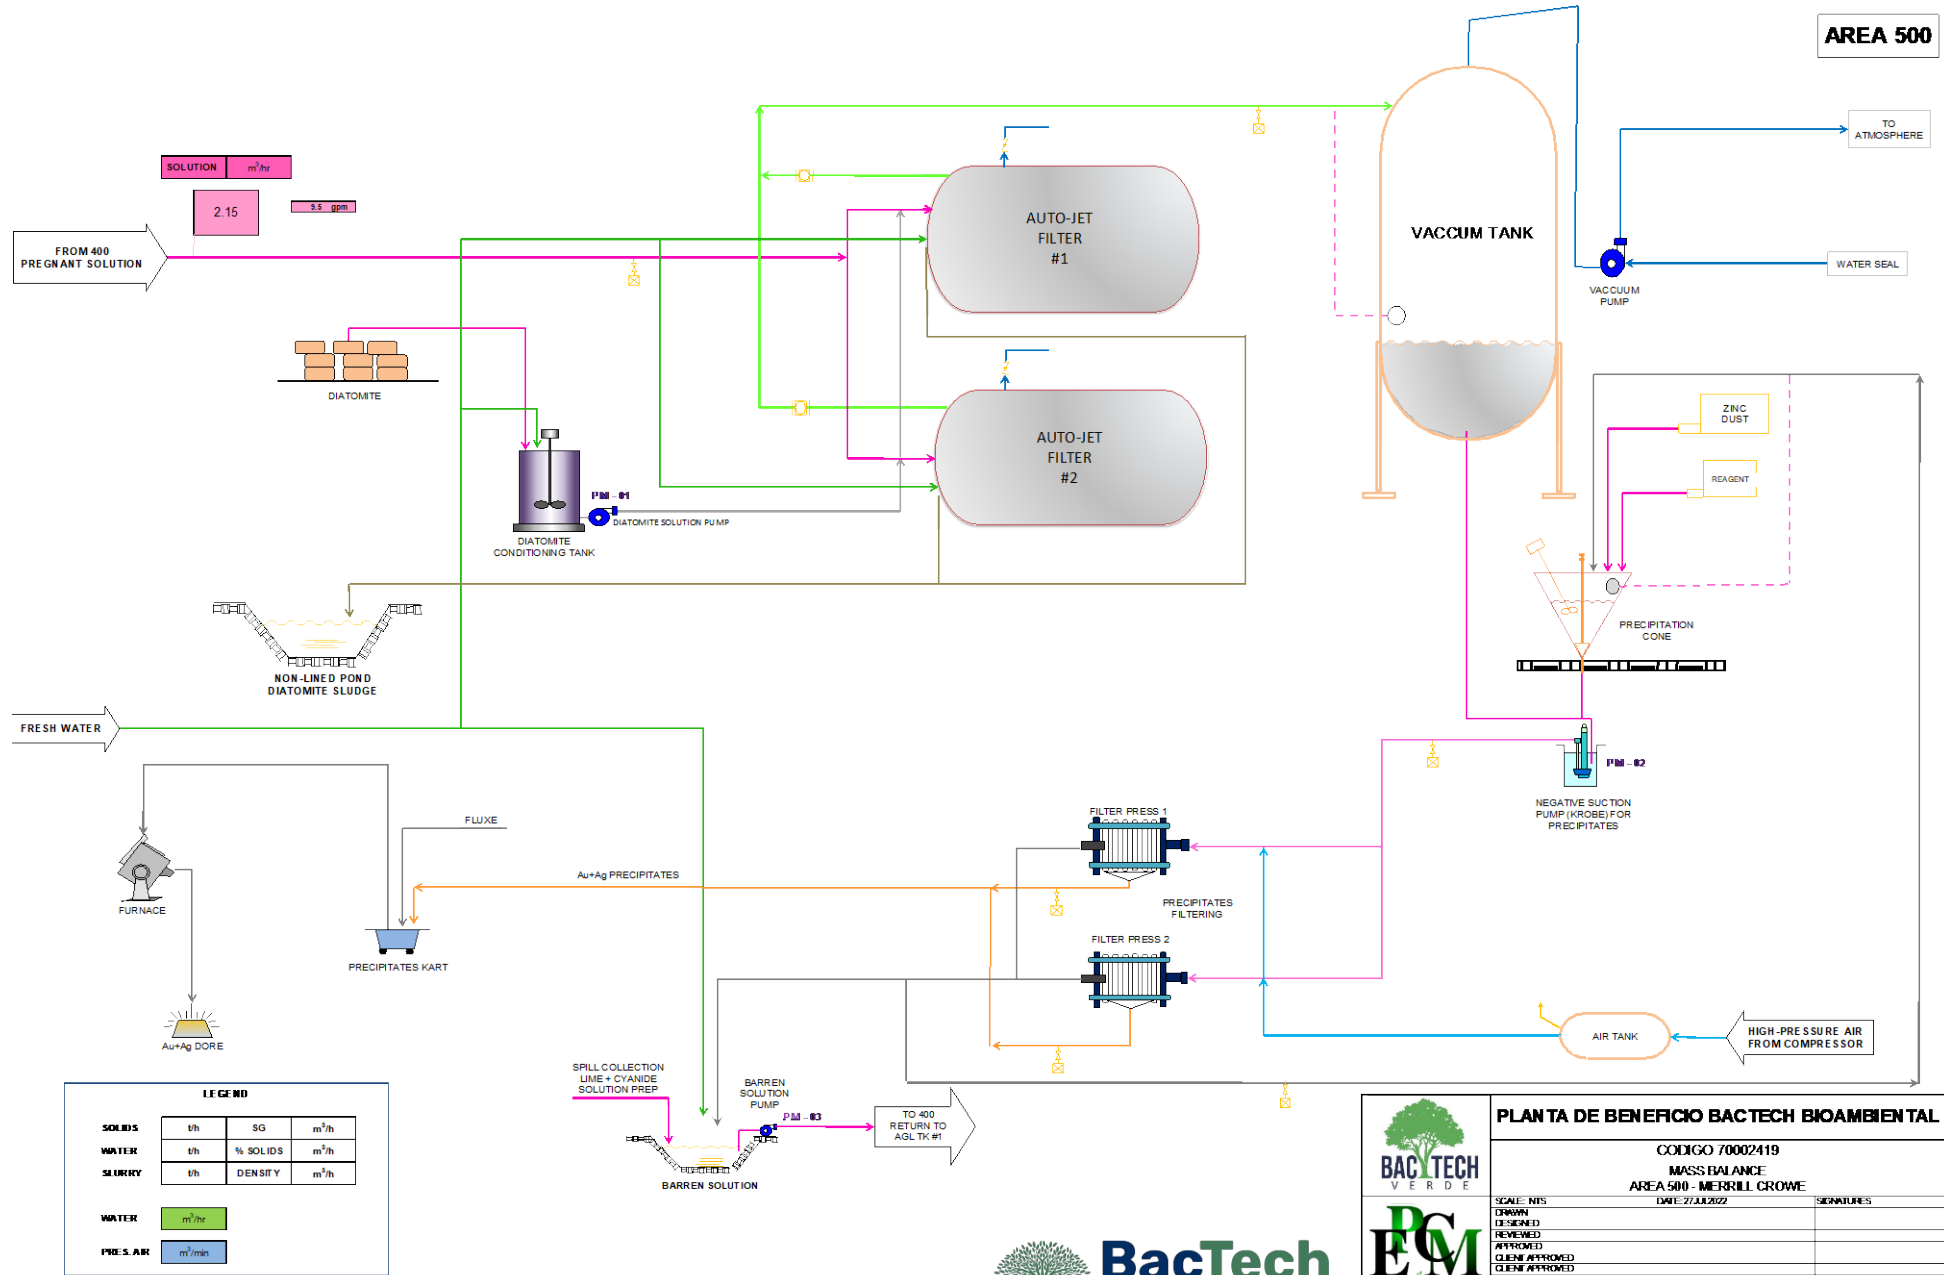 AREA 500
TO
ATMOSPHERE
SOLUTION m³/hr
2.15
9.5 gpm
AUTO-JET
FILTER
#1
VACCUM TANK
FROM 400
PREGNANT SOLUTION
WATER SEAL
VACCUUM
PUMP
DIATOMITE
ZINC
DUST
AUTO-JET
FILTER
#2
REAGENT
PM - 01
DIATOMITE SOLUTION PUMP
DIATOMITE
CONDITIONING TANK
PRECIPITATION
CONE
NON-LINED POND
DIATOMITE SLUDGE
FRESH WATER
PM - 02
NEGATIVE SUCTION
PUMP (KROBE) FOR
PRECIPITATES
FILTER PRESS 1
FLUXE
Au+Ag PRECIPITATES
FURNACE
PRECIPITATES
FILTERING
FILTER PRESS 2
PRECIPITATES KART
Au+Ag DORE
AIR TANK
HIGH-PRESSURE AIR
FROM COMPRESSOR
SPILL COLLECTION
LIME + CYANIDE
SOLUTION PREP
BARREN
SOLUTION
PUMP
PM - 03
TO 400
RETURN TO
AGL TK #1
BARREN SOLUTION
LEGEND
SOLIDS t/h SG m³/h
WATER t/h % SOLIDS m³/h
SLURRY t/h DENSITY m³/h
WATER m³/hr
PRES. AIR m³/min
BACTECH
VERDE
PLANTA DE BENEFICIO BACTECH BIOAMBIENTAL
CODIGO 70002419
MASS BALANCE
AREA 500 - MERRILL CROWE
SCALE: NTS DATE: 27JUL2022 SIGNATURES
DRAWN
DESIGNED
REVIEWED
APPROVED
CLIENT APPROVED
CLIENT APPROVED
EPCM
BacTech